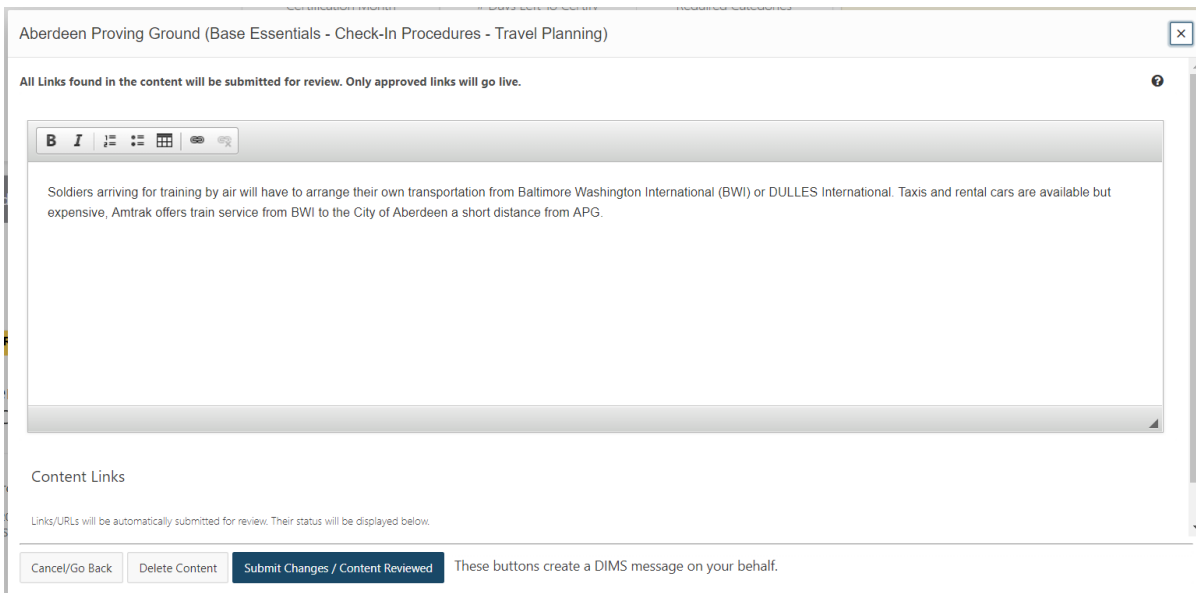 Aberdeen Proving Ground (Base Essentials - Check-In Procedures - Travel Planning)
All Links found in the content will be submitted for review. Only approved links will go live.
B I
Soldiers arriving for training by air will have to arrange their own transportation from Baltimore Washington International (BWI) or DULLES International. Taxis and rental cars are available but
expensive, Amtrak offers train service from BWI to the City of Aberdeen a short distance from APG.
Content Links
Links/URLs will be automatically submitted for review. Their status will be displayed below.
Cancel/Go Back Delete Content Submit Changes / Content Reviewed These buttons create a DIMS message on your behalf.